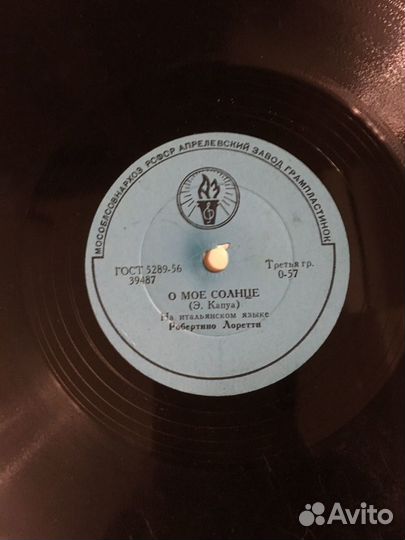 МОСОБЛСОВНАРХОЗ РСФСР АПРЕЛЕВСКИЙ ЗАВОД ГРАМПЛАСТИНОК
ГОСТ 5289-56
39487
Третья гр.
0-57
О МОЕ СОЛНЦЕ
(Э. Капуа)
На итальянском языке
Робертино Лоретти
Avito